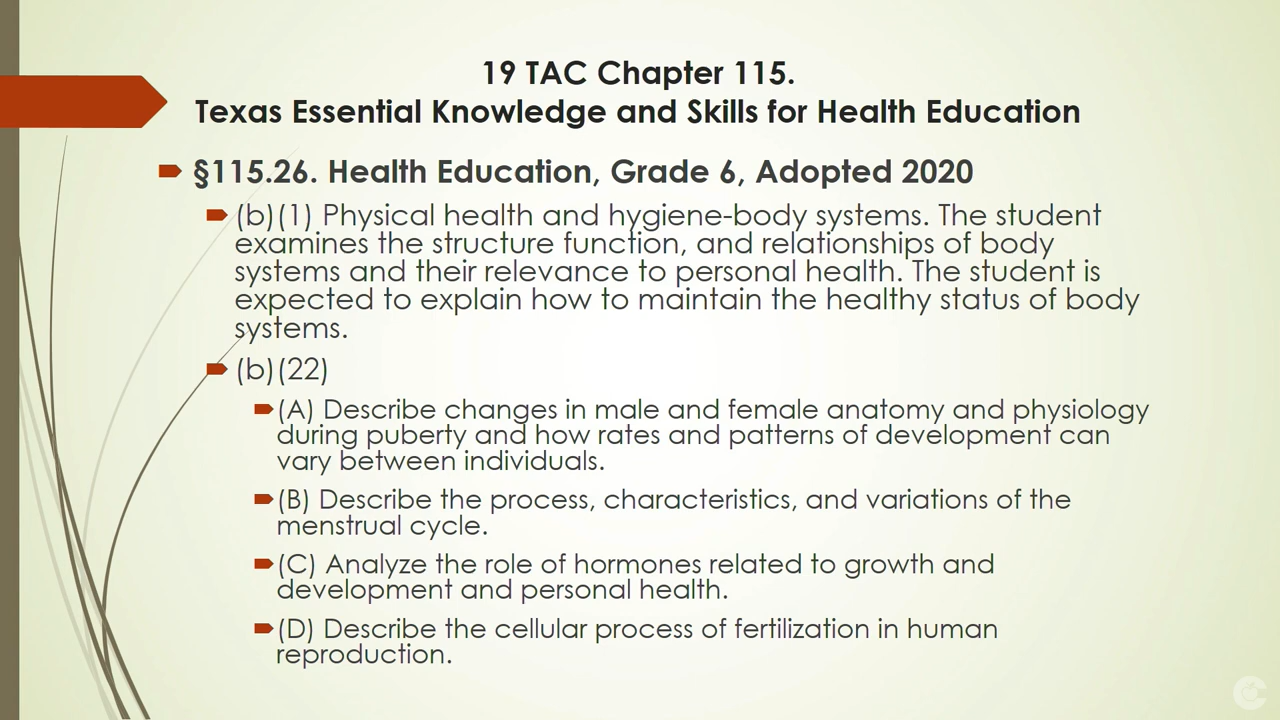 19 TAC Chapter 115.
Texas Essential Knowledge and Skills for Health Education
§115.26. Health Education, Grade 6, Adopted 2020
(b)(1) Physical health and hygiene-body systems. The student
examines the structure function, and relationships of body
systems and their relevance to personal health. The student is
expected to explain how to maintain the healthy status of body
systems.
(b)(22)
(A) Describe changes in male and female anatomy and physiology
during puberty and how rates and patterns of development can
vary between individuals.
(B) Describe the process, characteristics, and variations of the
menstrual cycle.
(C) Analyze the role of hormones related to growth and
development and personal health.
(D) Describe the cellular process of fertilization in human
reproduction.